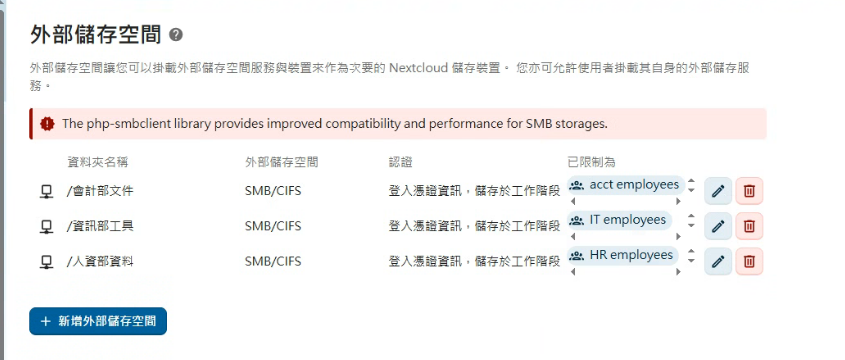 外部儲存空間
外部儲存空間讓您可以掛載外部儲存空間服務與裝置來作為次要的 Nextcloud 儲存裝置。 您亦可允許使用者掛載其自身的外部儲存服
務。
The php-smbclient library provides improved compatibility and performance for SMB storages.
資料夾名稱 外部儲存空間 認證 已限制為
/會計部文件 SMB/CIFS 登入憑證資訊，儲存於工作階段 acct employees
/資訊部工具 SMB/CIFS 登入憑證資訊，儲存於工作階段 IT employees
/人資部資料 SMB/CIFS 登入憑證資訊，儲存於工作階段 HR employees
+ 新增外部儲存空間